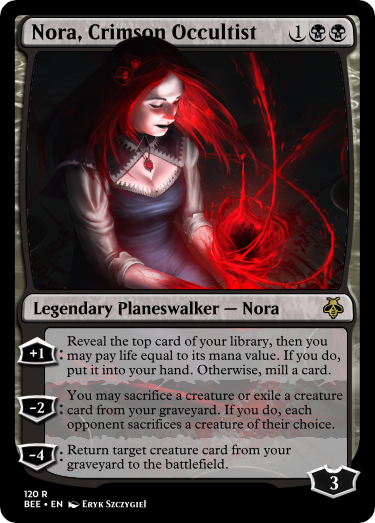 Nora, Crimson Occultist 1
Legendary Planeswalker — Nora
+1: Reveal the top card of your library, then you
may pay life equal to its mana value. If you do,
put it into your hand. Otherwise, mill a card.
-2: You may sacrifice a creature or exile a creature
card from your graveyard. If you do, each
opponent sacrifices a creature of their choice.
-4: Return target creature card from your
graveyard to the battlefield.
3
120 R
BEE • EN Eryk Szczygieł